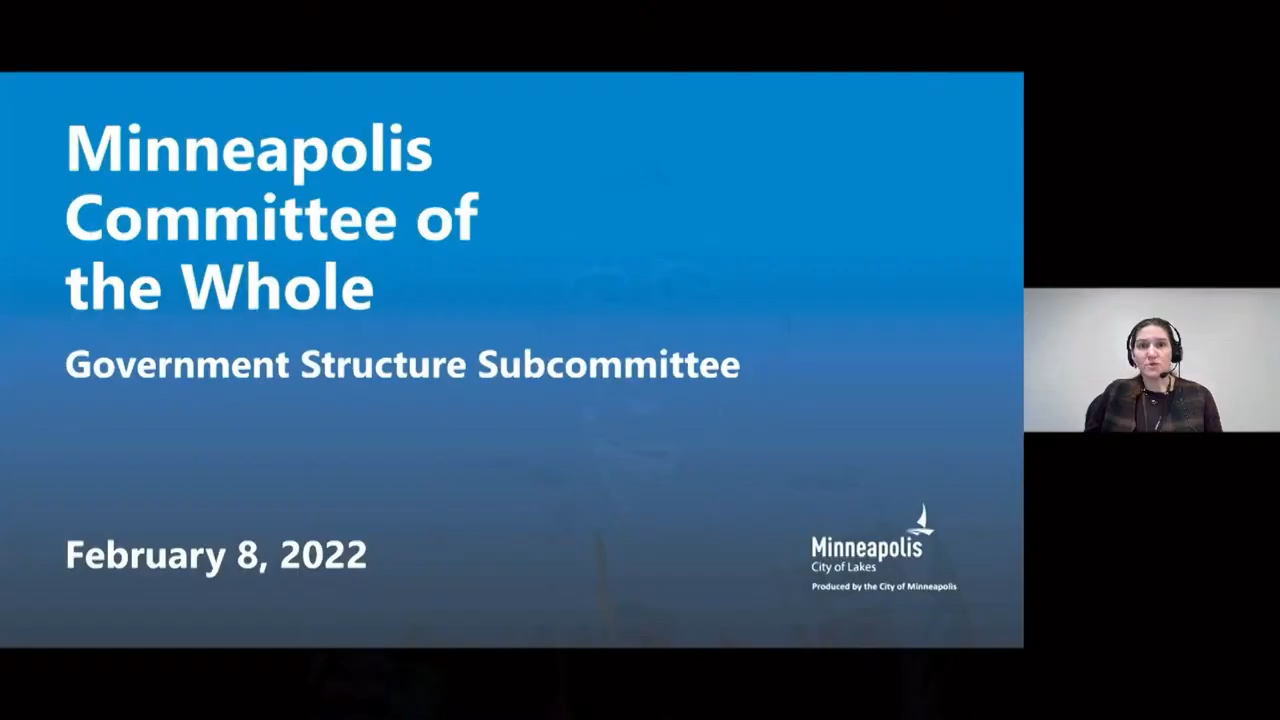 Minneapolis
Committee of
the Whole
Government Structure Subcommittee
February 8, 2022
Minneapolis
City of Lakes
Produced by the City of Minneapolis